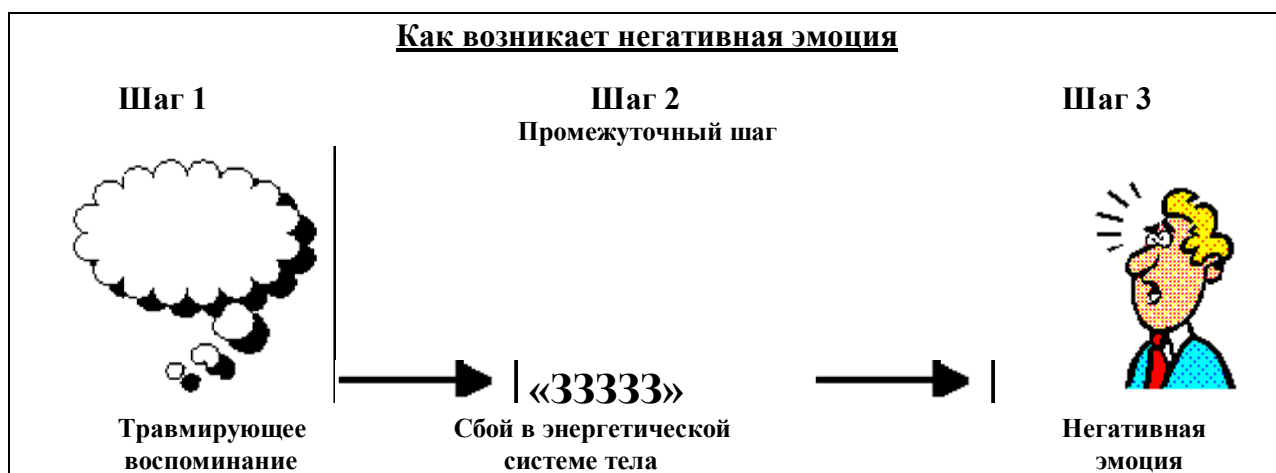 Как возникает негативная эмоция
Шаг 1 Шаг 2 Шаг 3
Промежуточный шаг
«ЗЗЗЗЗ»
Травмирующее Сбой в энергетической Негативная
воспоминание системе тела эмоция